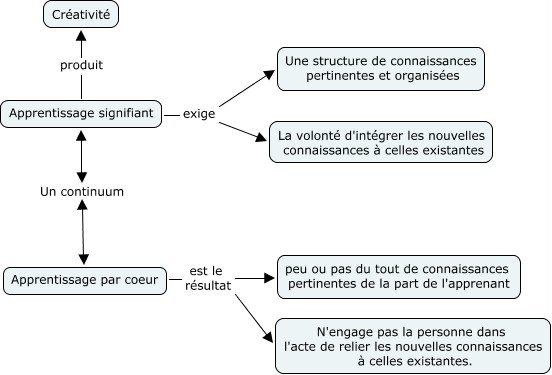 Créativité
produit
Apprentissage signifiant
exige
Une structure de connaissances
pertinentes et organisées
La volonté d'intégrer les nouvelles
connaissances à celles existantes
Un continuum
Apprentissage par coeur
est le
résultat
peu ou pas du tout de connaissances
pertinentes de la part de l'apprenant
N'engage pas la personne dans
l'acte de relier les nouvelles connaissances
à celles existantes.